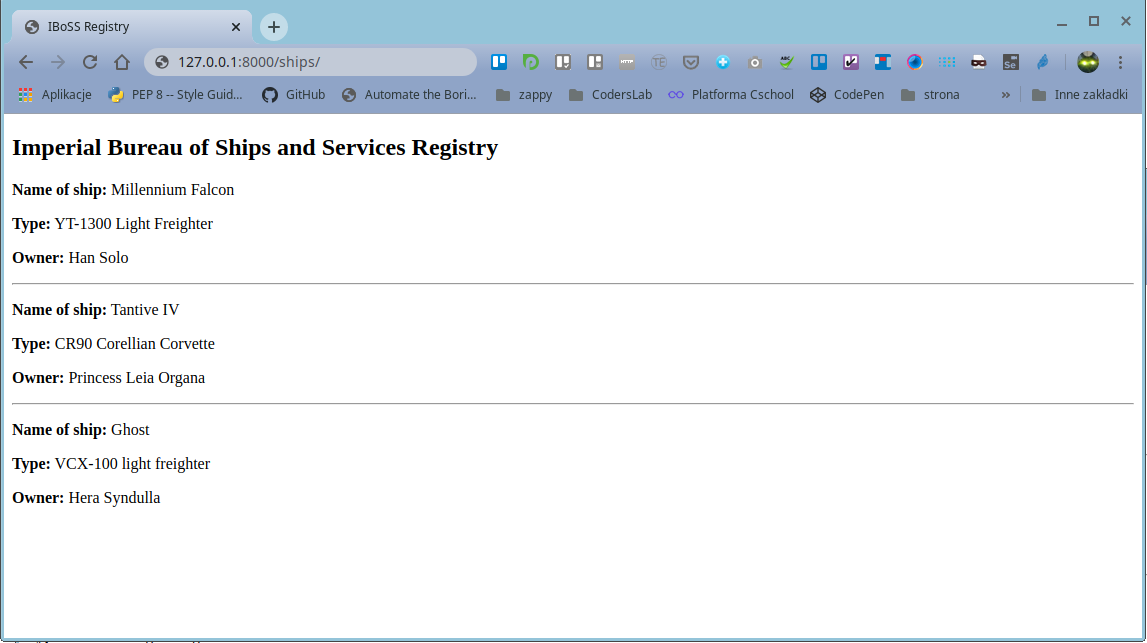 IBoSS Registry
127.0.0.1:8000/ships/
Aplikacje PEP 8 -- Style Guid... GitHub Automate the Bori... zappy CodersLab Platforma Cschool CodePen strona » Inne zakładki
Imperial Bureau of Ships and Services Registry
Name of ship: Millennium Falcon
Type: YT-1300 Light Freighter
Owner: Han Solo
Name of ship: Tantive IV
Type: CR90 Corellian Corvette
Owner: Princess Leia Organa
Name of ship: Ghost
Type: VCX-100 light freighter
Owner: Hera Syndulla